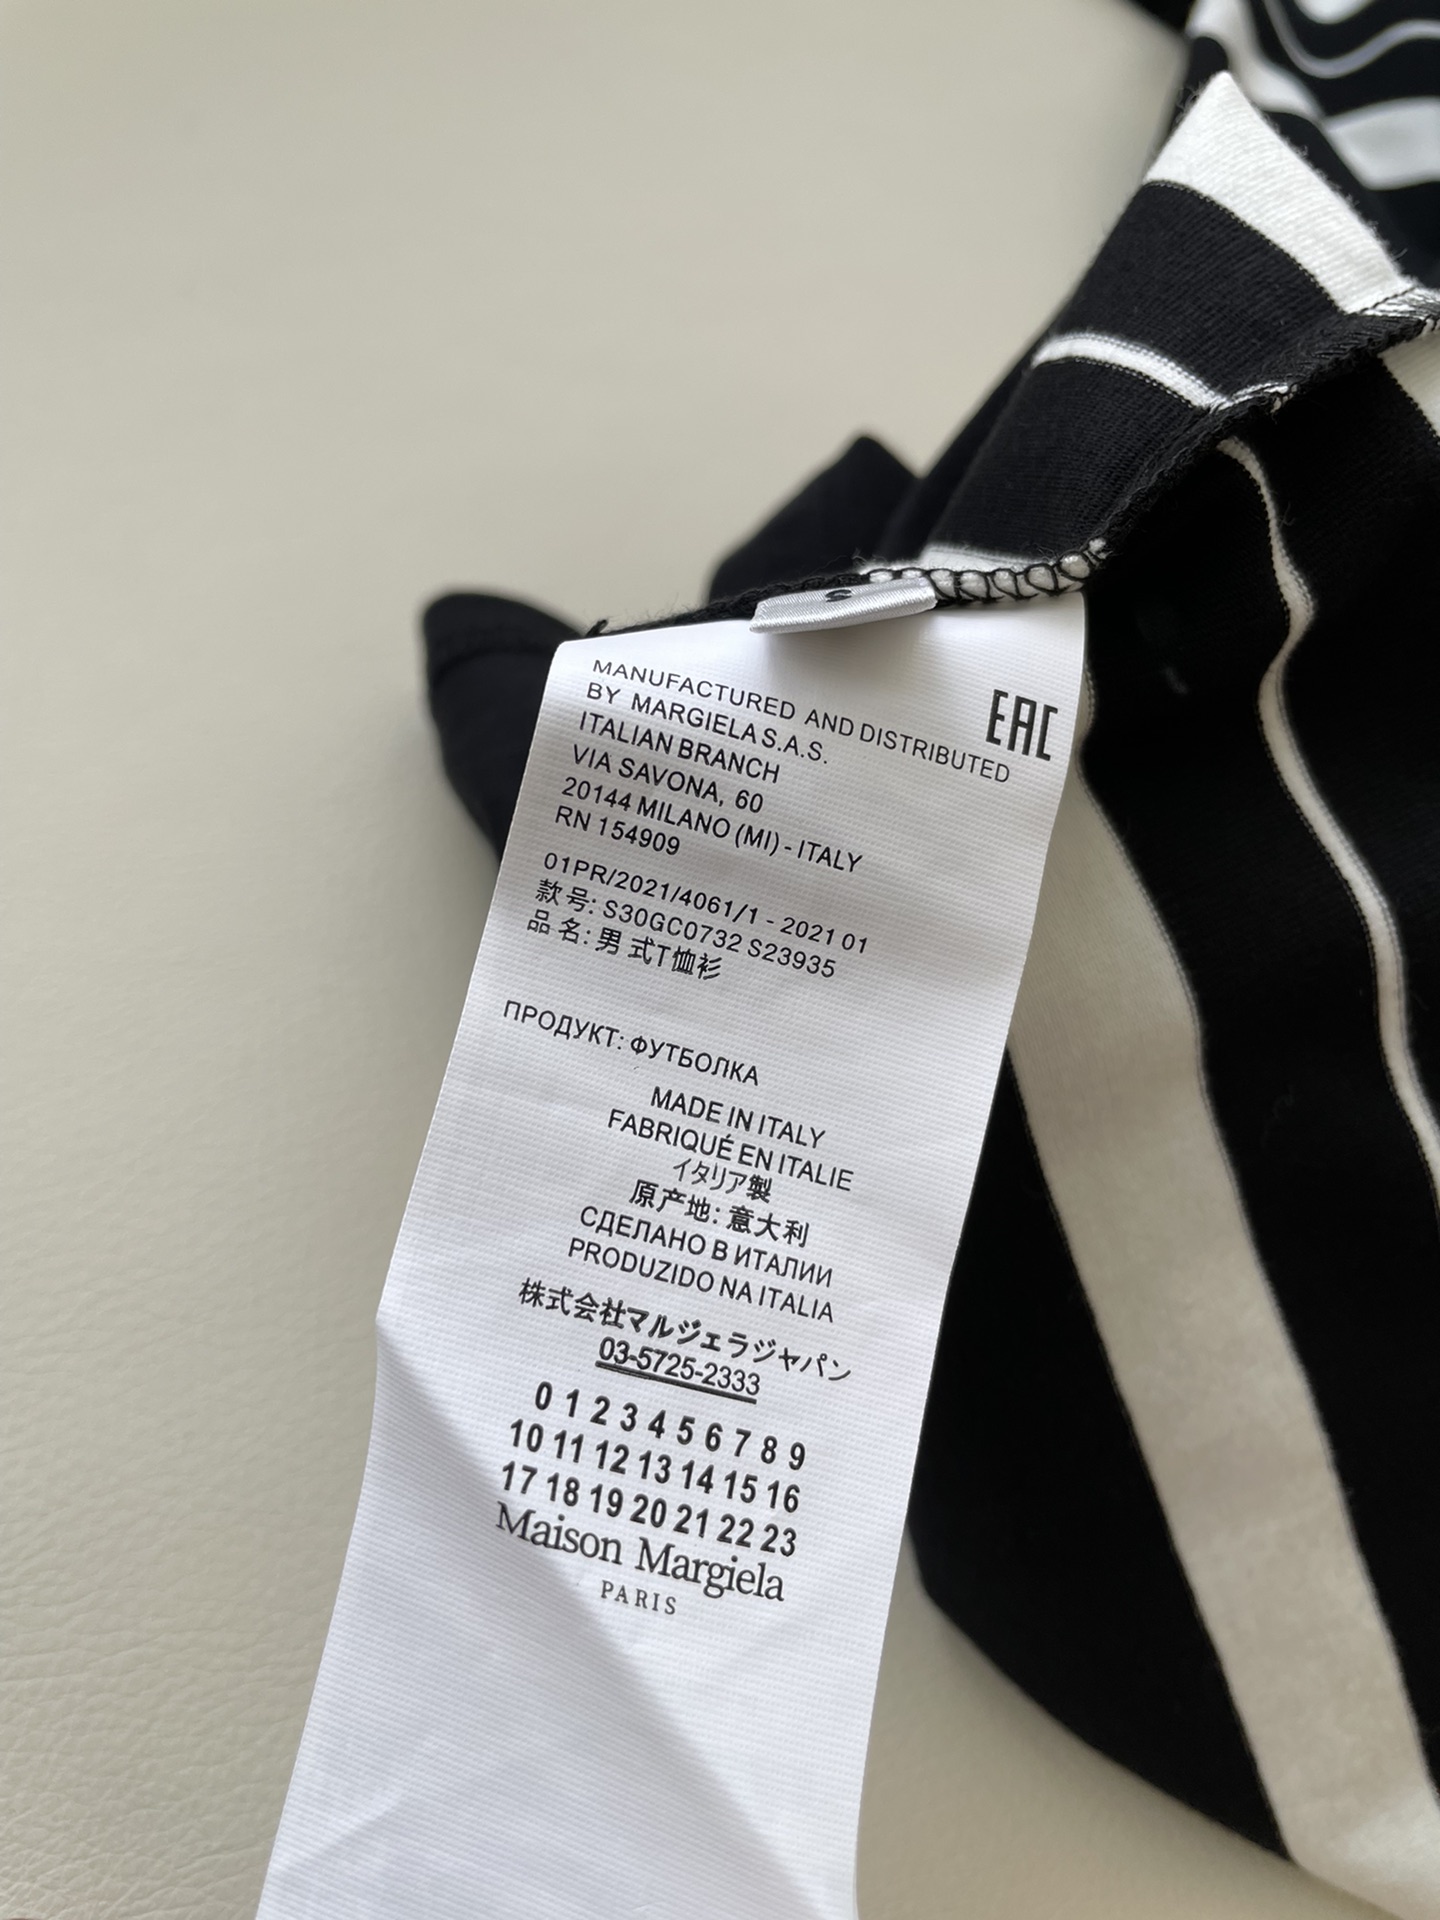 S
EAC
MANUFACTURED AND DISTRIBUTED
BY MARGIELA S.A.S.
ITALIAN BRANCH
VIA SAVONA, 60
20144 MILANO (MI) - ITALY
RN 154909
01PR/2021/4061/1 - 2021 01
款号: S30GC0732 S23935
品名: 男式T恤衫
ПРОДУКТ: ФУТБОЛКА
MADE IN ITALY
FABRIQUÉ EN ITALIE
イタリア製
原产地: 意大利
СДЕЛАНО В ИТАЛИИ
PRODUZIDO NA ITALIA
株式会社マルジェラジャパン
03-5725-2333
0 1 2 3 4 5 6 7 8 9
10 11 12 13 14 15 16
17 18 19 20 21 22 23
Maison Margiela
PARIS